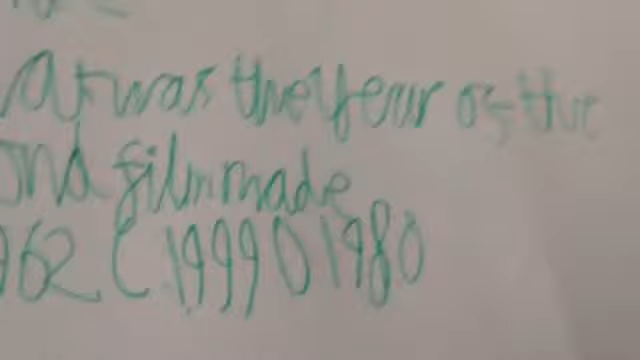 at was the year of the
ond film made
962 C 1999 D 1980